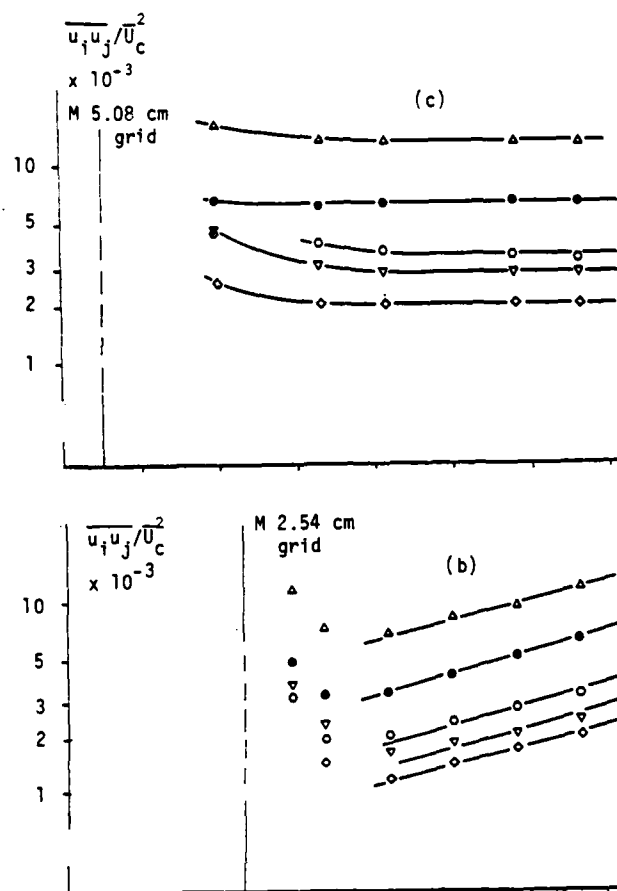 u_i u_j/U_c^2
x 10^-3
M 5.08 cm
grid
(c)
10
5
3
2
1
u_i u_j/U_c^2
x 10^-3
M 2.54 cm
grid
(b)
10
5
3
2
1